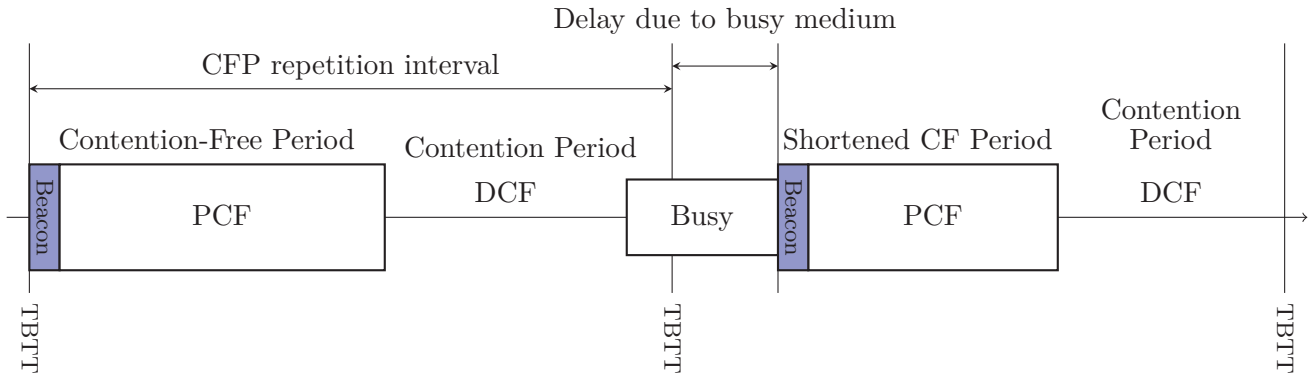 Delay due to busy medium
CFP repetition interval
Contention-Free Period
Contention Period
DCF
Shortened CF Period
Contention
Period
DCF
Beacon
PCF
Busy
Beacon
PCF
TBTT
TBTT
TBTT